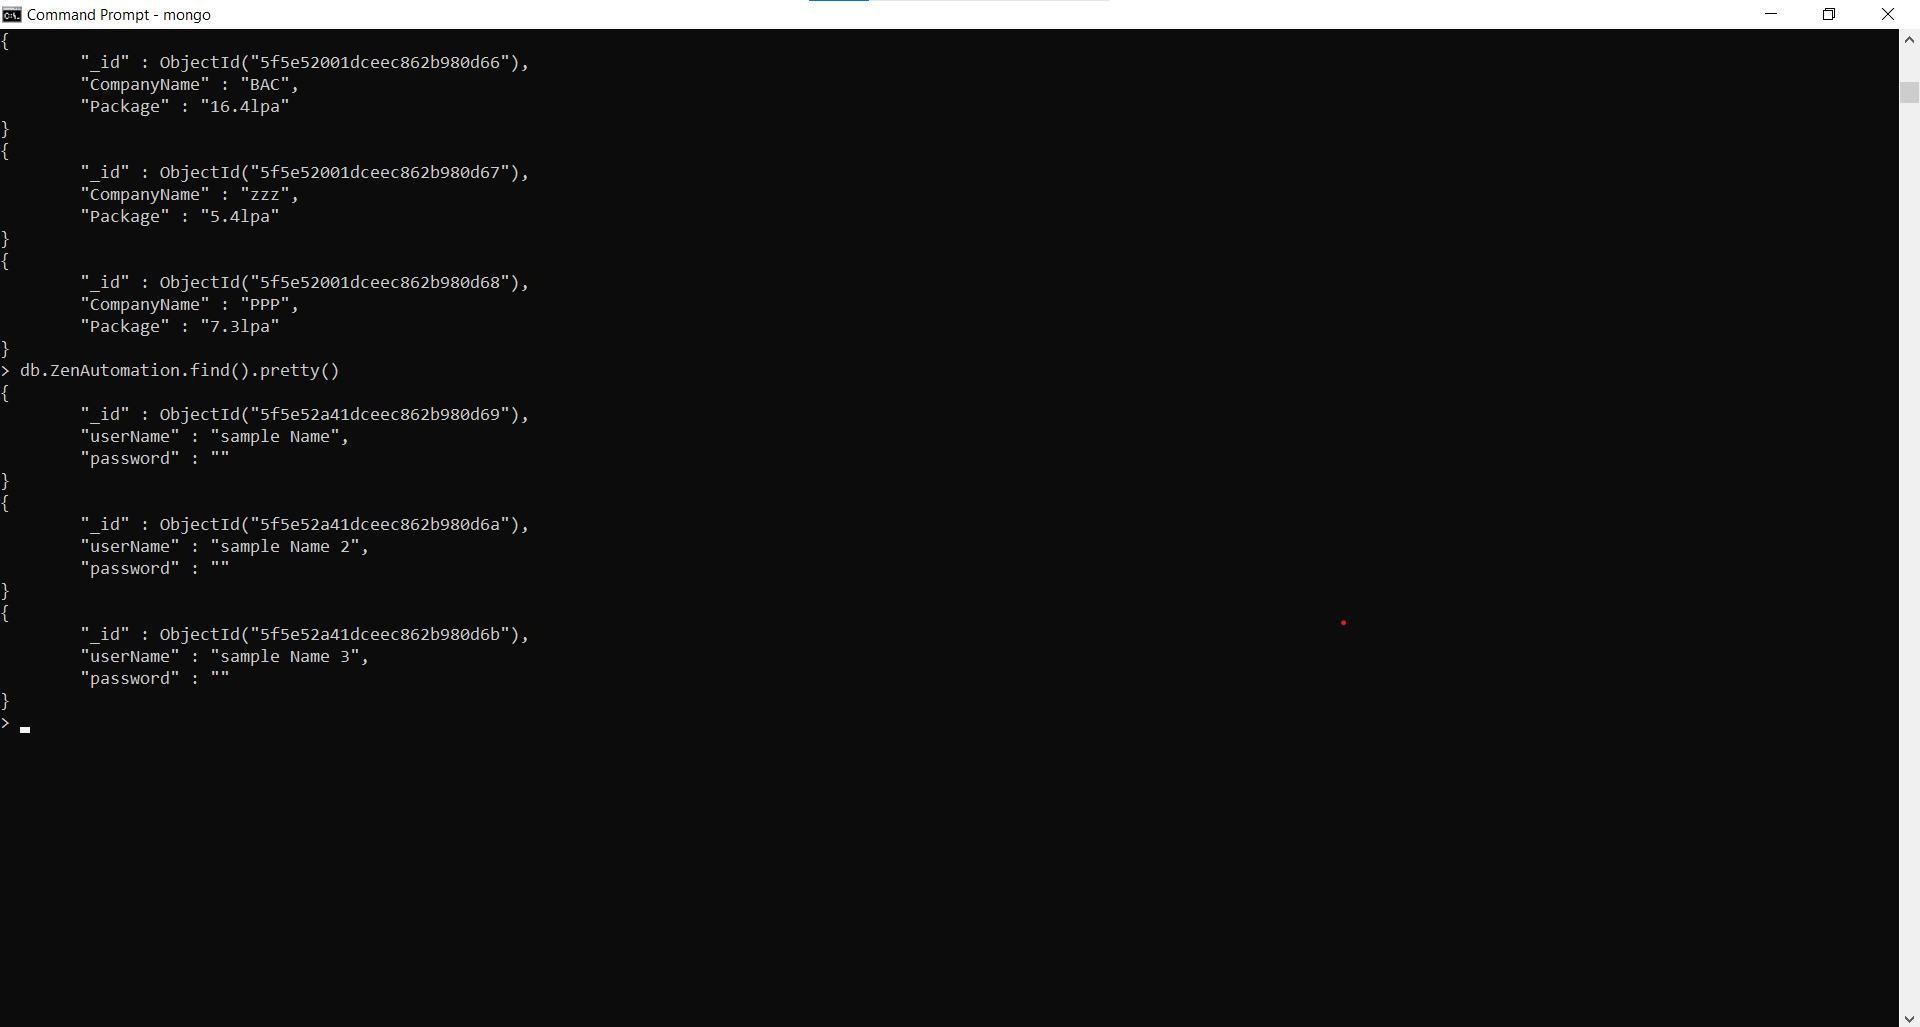 Command Prompt - mongo
{
"_id" : ObjectId("5f5e52001dceec862b980d66"),
"CompanyName" : "BAC",
"Package" : "16.4lpa"
}
{
"_id" : ObjectId("5f5e52001dceec862b980d67"),
"CompanyName" : "zzz",
"Package" : "5.4lpa"
}
{
"_id" : ObjectId("5f5e52001dceec862b980d68"),
"CompanyName" : "PPP",
"Package" : "7.3lpa"
}
> db.ZenAutomation.find().pretty()
{
"_id" : ObjectId("5f5e52a41dceec862b980d69"),
"userName" : "sample Name",
"password" : ""
}
{
"_id" : ObjectId("5f5e52a41dceec862b980d6a"),
"userName" : "sample Name 2",
"password" : ""
}
{
"_id" : ObjectId("5f5e52a41dceec862b980d6b"),
"userName" : "sample Name 3",
"password" : ""
}
>